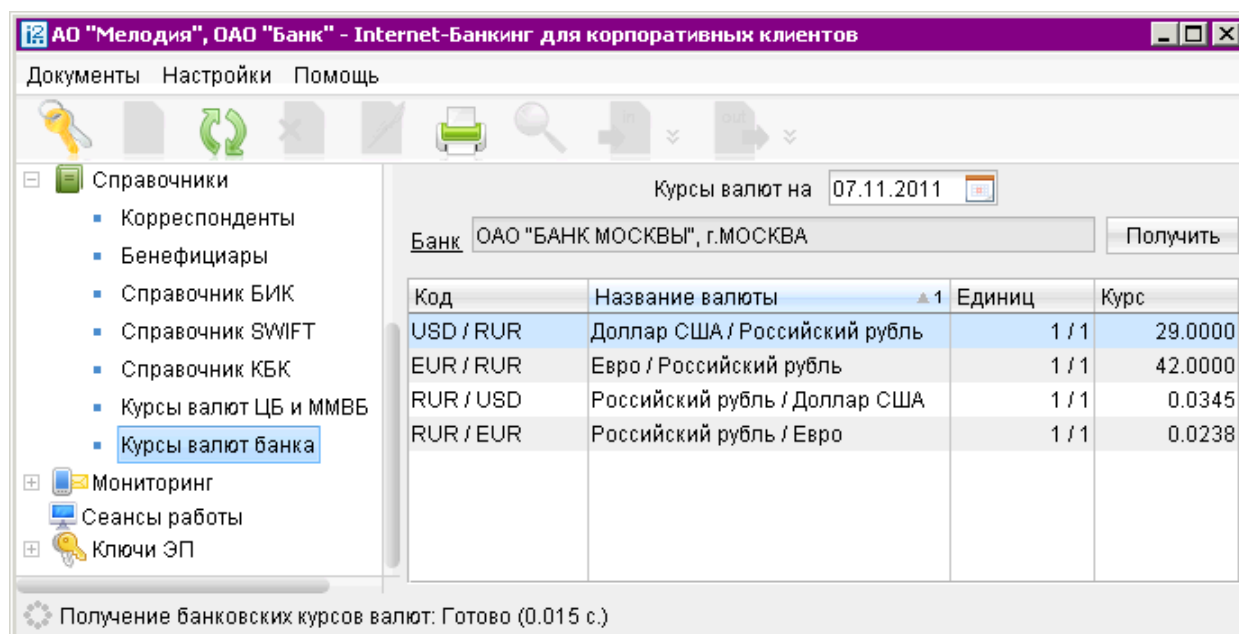 АО "Мелодия", ОАО "Банк" - Internet-Банкинг для корпоративных клиентов
Документы Настройки Помощь
in out
Справочники
Корреспонденты
Бенефициары
Справочник БИК
Справочник SWIFT
Справочник КБК
Курсы валют ЦБ и ММВБ
Курсы валют банка
Мониторинг
Сеансы работы
Ключи ЭП
Курсы валют на 07.11.2011
Банк ОАО "БАНК МОСКВЫ", г.МОСКВА Получить
Код Название валюты 1 Единиц Курс
USD / RUR Доллар США / Российский рубль 1 / 1 29.0000
EUR / RUR Евро / Российский рубль 1 / 1 42.0000
RUR / USD Российский рубль / Доллар США 1 / 1 0.0345
RUR / EUR Российский рубль / Евро 1 / 1 0.0238
Получение банковских курсов валют: Готово (0.015 с.)